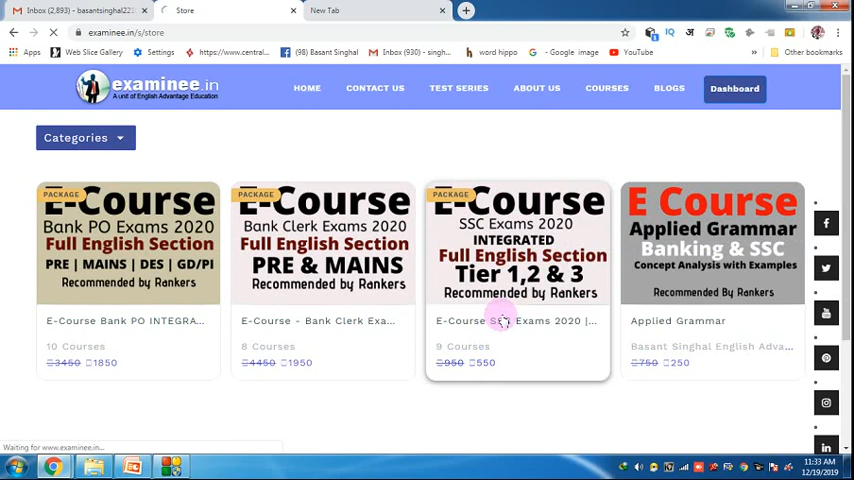 Inbox (2,893) - basantsinghal22
Store
New Tab
examinee.in/s/store
Apps
Web Slice Gallery
Settings
https://www.central...
(98) Basant Singhal
Inbox (930) - singh...
word hippo
- Google image
YouTube
Other bookmarks
examinee.in
A unit of English Advantage Education
HOME
CONTACT US
TEST SERIES
ABOUT US
COURSES
BLOGS
Dashboard
Categories
PACKAGE
E-Course
Bank PO Exams 2020
Full English Section
PRE | MAINS | DES | GD/PI
Recommended by Rankers
E-Course Bank PO INTEGRA...
10 Courses
3450 1850
PACKAGE
E-Course
Bank Clerk Exams 2020
Full English Section
PRE & MAINS
Recommended by Rankers
E-Course - Bank Clerk Exa...
8 Courses
4450 1950
PACKAGE
E-Course
SSC Exams 2020
INTEGRATED
Full English Section
Tier 1,2 & 3
Recommended by Rankers
E-Course SSC Exams 2020 |...
9 Courses
950 550
E Course
Applied Grammar
Banking & SSC
Concept Analysis with Examples
Recommended By Rankers
Applied Grammar
Basant Singhal English Adva...
750 250
Waiting for www.examinee.in...
11:33 AM
12/19/2019